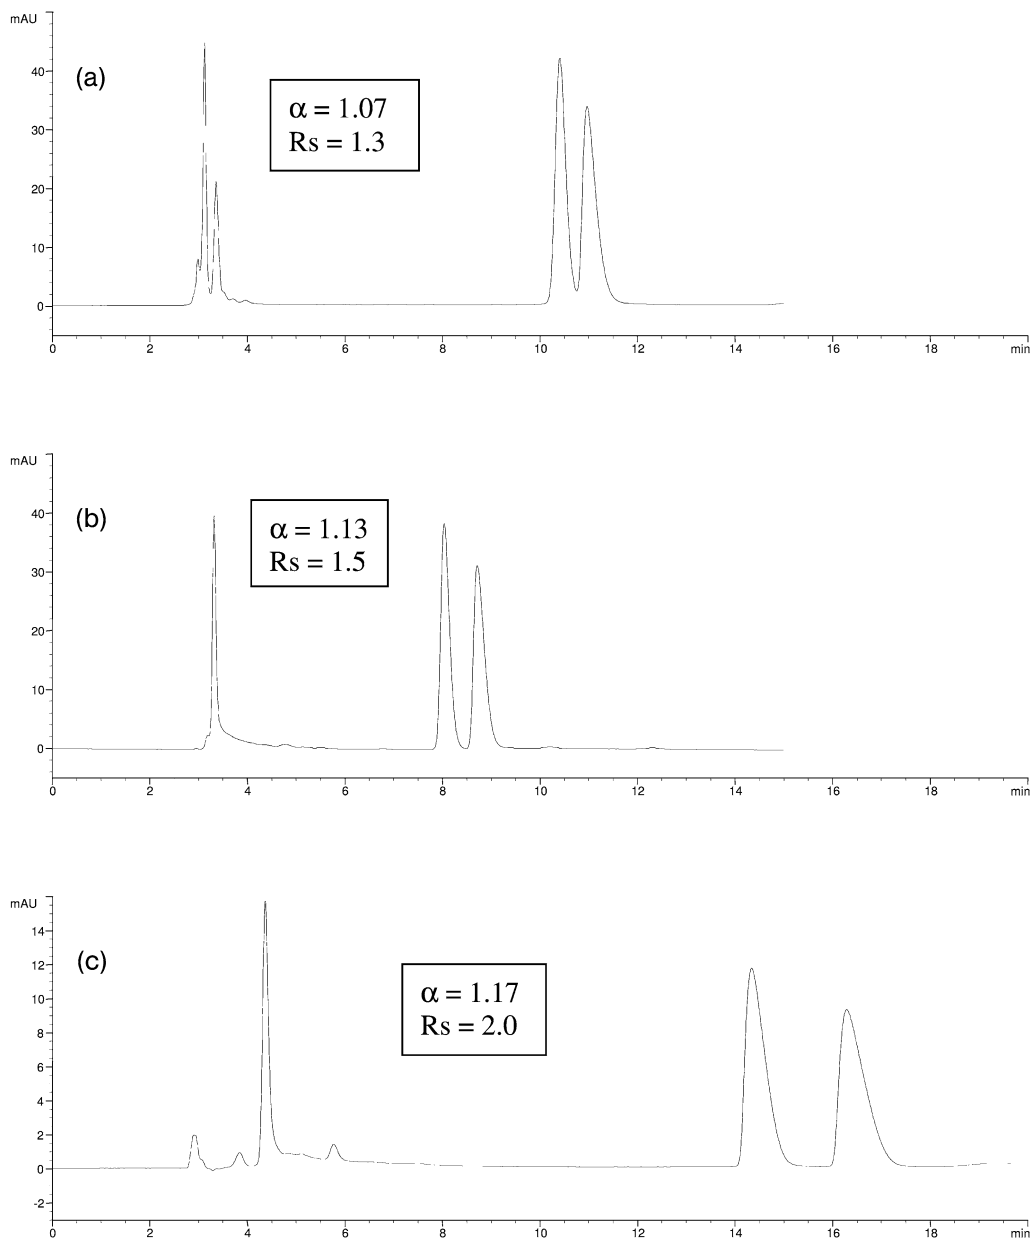 mAU
(a)
α = 1.07
Rs = 1.3
40
30
20
10
0
0 2 4 6 8 10 12 14 16 18 min
mAU
(b)
α = 1.13
Rs = 1.5
40
30
20
10
0
0 2 4 6 8 10 12 14 16 18 min
mAU
(c)
α = 1.17
Rs = 2.0
14
12
10
8
6
4
2
0
-2
0 2 4 6 8 10 12 14 16 18 min